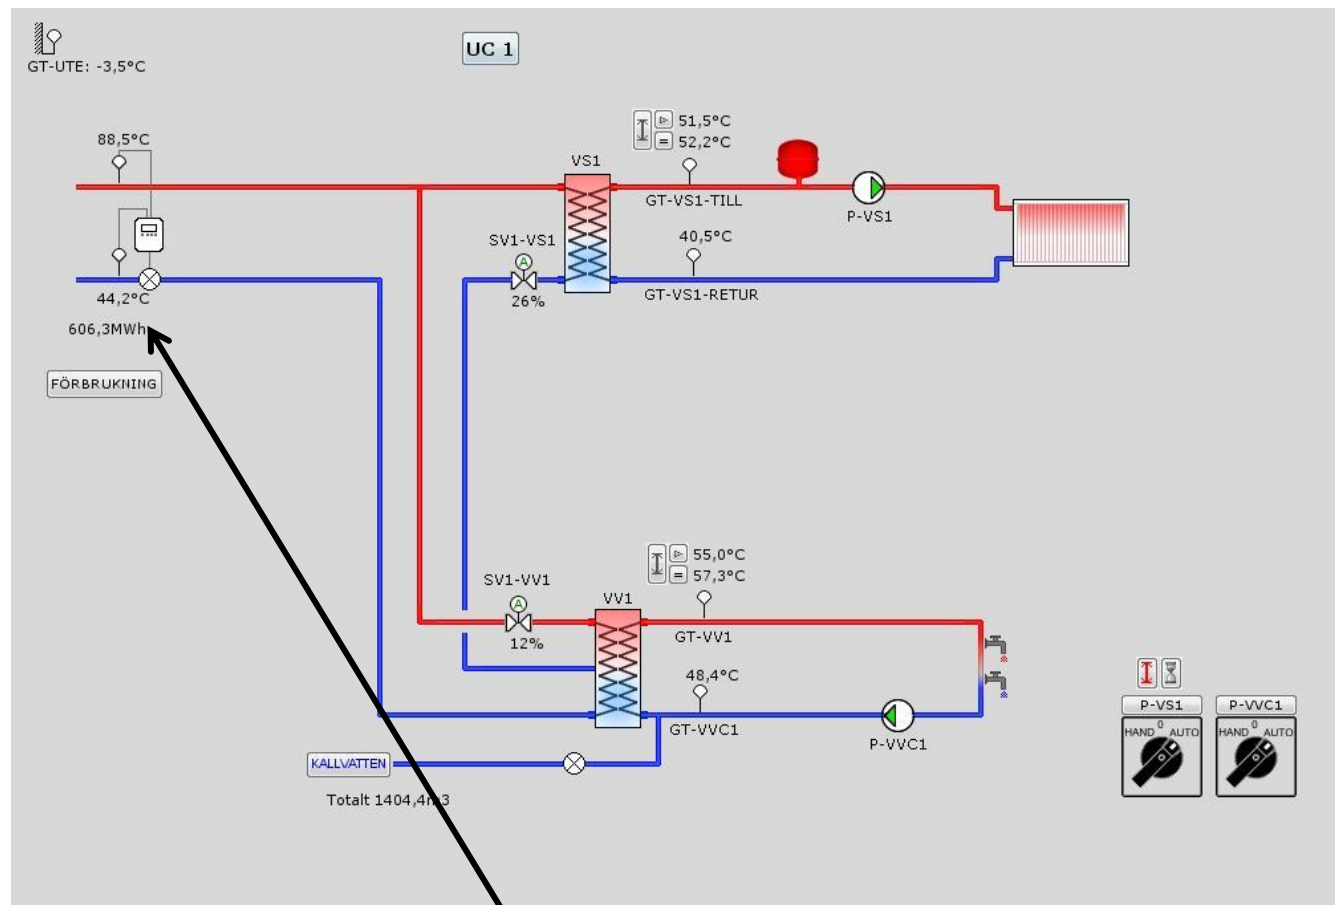 UC 1
GT-UTE: -3,5°C
51,5°C
= 52,2°C
88,5°C
VS1
GT-VS1-TILL
P-VS1
SV1-VS1
A
40,5°C
26%
GT-VS1-RETUR
44,2°C
606,3MWh
FÖRBRUKNING
55,0°C
= 57,3°C
SV1-VV1
A
VV1
12%
GT-VV1
48,4°C
GT-VVC1
P-VVC1
P-VS1 P-VVC1
HAND 0 AUTO HAND 0 AUTO
KALLVATTEN
Totalt 1404,4m3